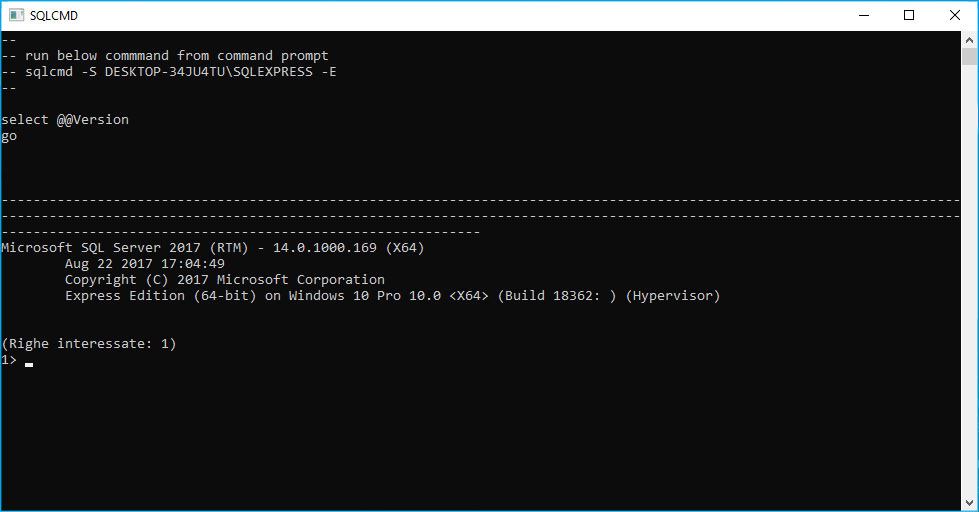 SQLCMD
--
-- run below commmand from command prompt
-- sqlcmd -S DESKTOP-34JU4TU\SQLEXPRESS -E
--
select @@Version
go
------------------------------------------------------------------------------------------------------------------------
------------------------------------------------------------------------------------------------------------------------
------------------------------------------------------------
Microsoft SQL Server 2017 (RTM) - 14.0.1000.169 (X64)
Aug 22 2017 17:04:49
Copyright (C) 2017 Microsoft Corporation
Express Edition (64-bit) on Windows 10 Pro 10.0 <X64> (Build 18362: ) (Hypervisor)
(Righe interessate: 1)
1>